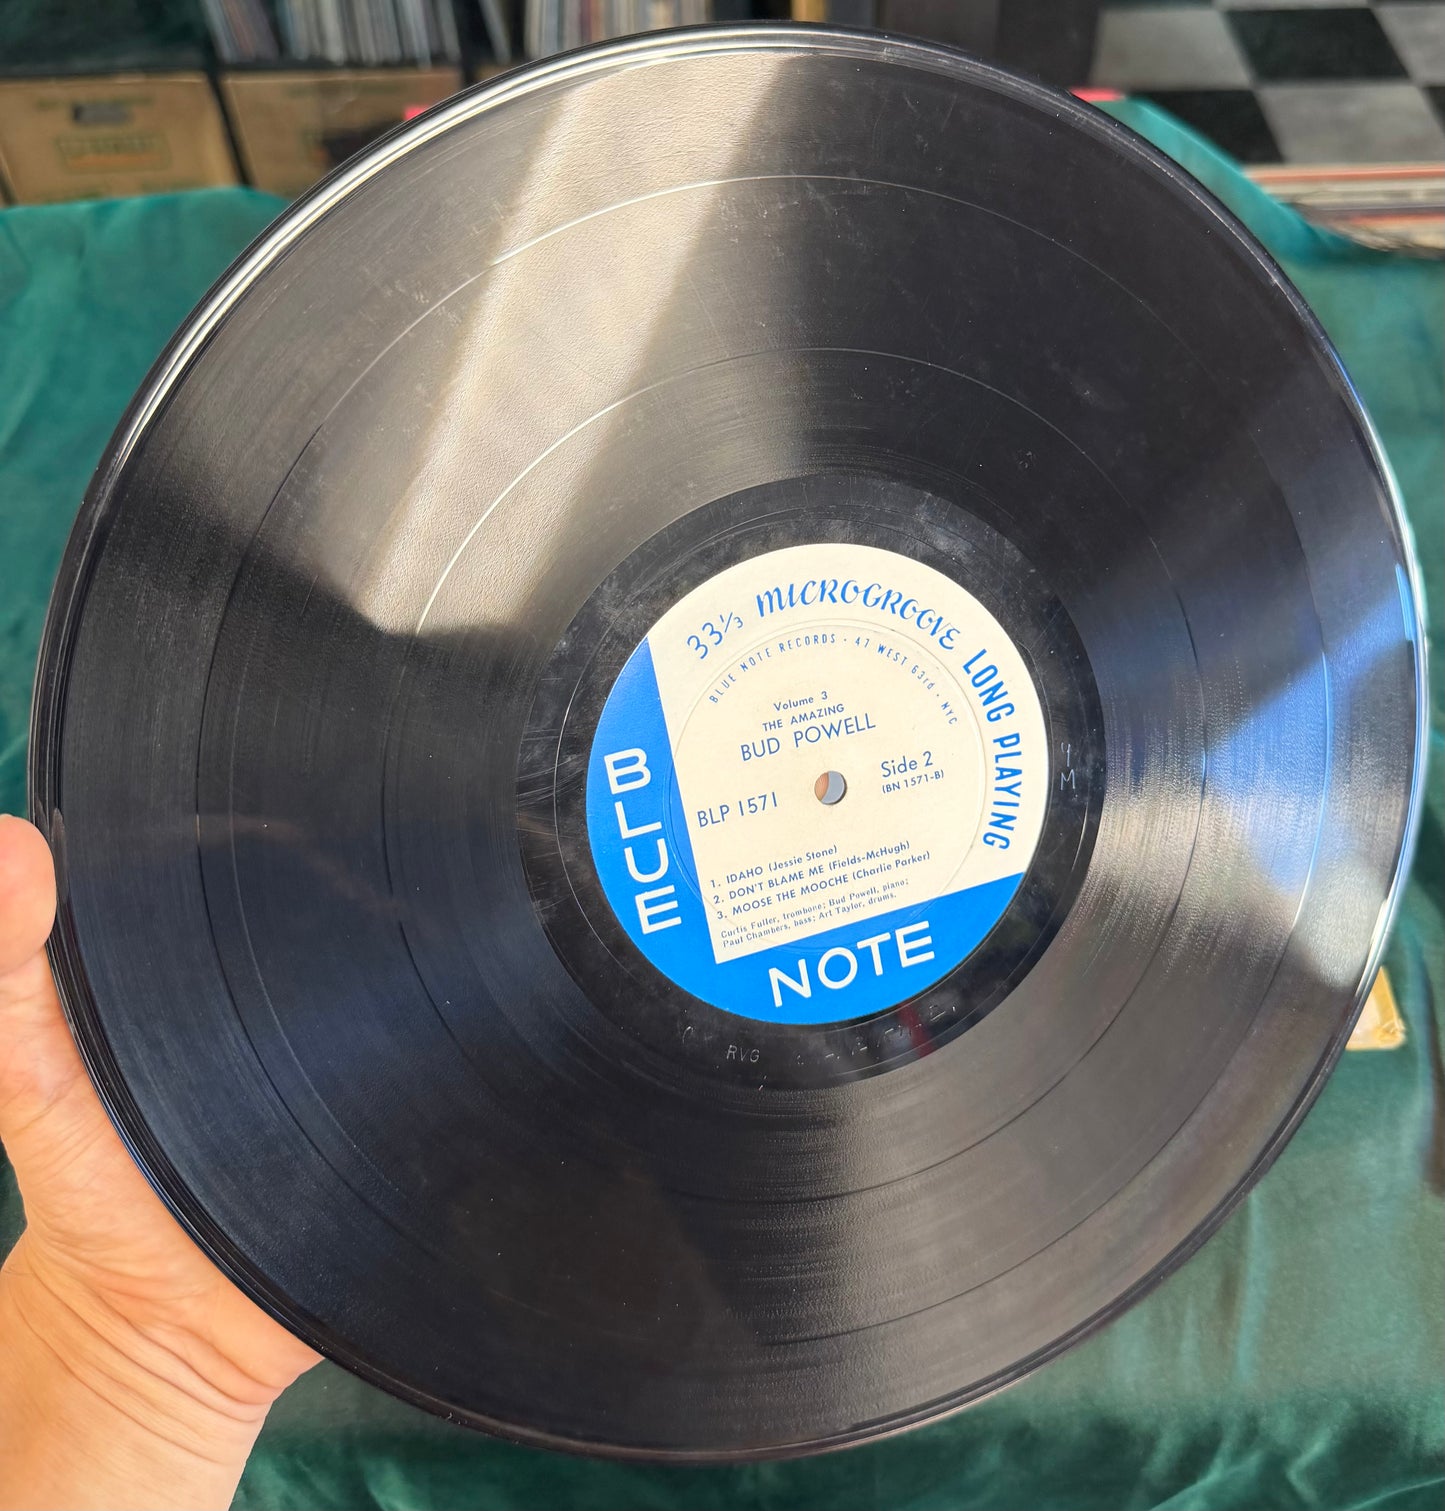 33⅓ MICROGROOVE LONG PLAYING
BLUE NOTE RECORDS · 47 WEST 63rd · NYC
Volume 3
THE AMAZING
BUD POWELL
Side 2
(BN 1571-B)
BLP 1571
1. IDAHO (Jessie Stone)
2. DON'T BLAME ME (Fields-McHugh)
3. MOOSE THE MOOCHE (Charlie Parker)
Curtis Fuller, trombone; Bud Powell, piano;
Paul Chambers, bass; Art Taylor, drums.
BLUE
NOTE
RVG